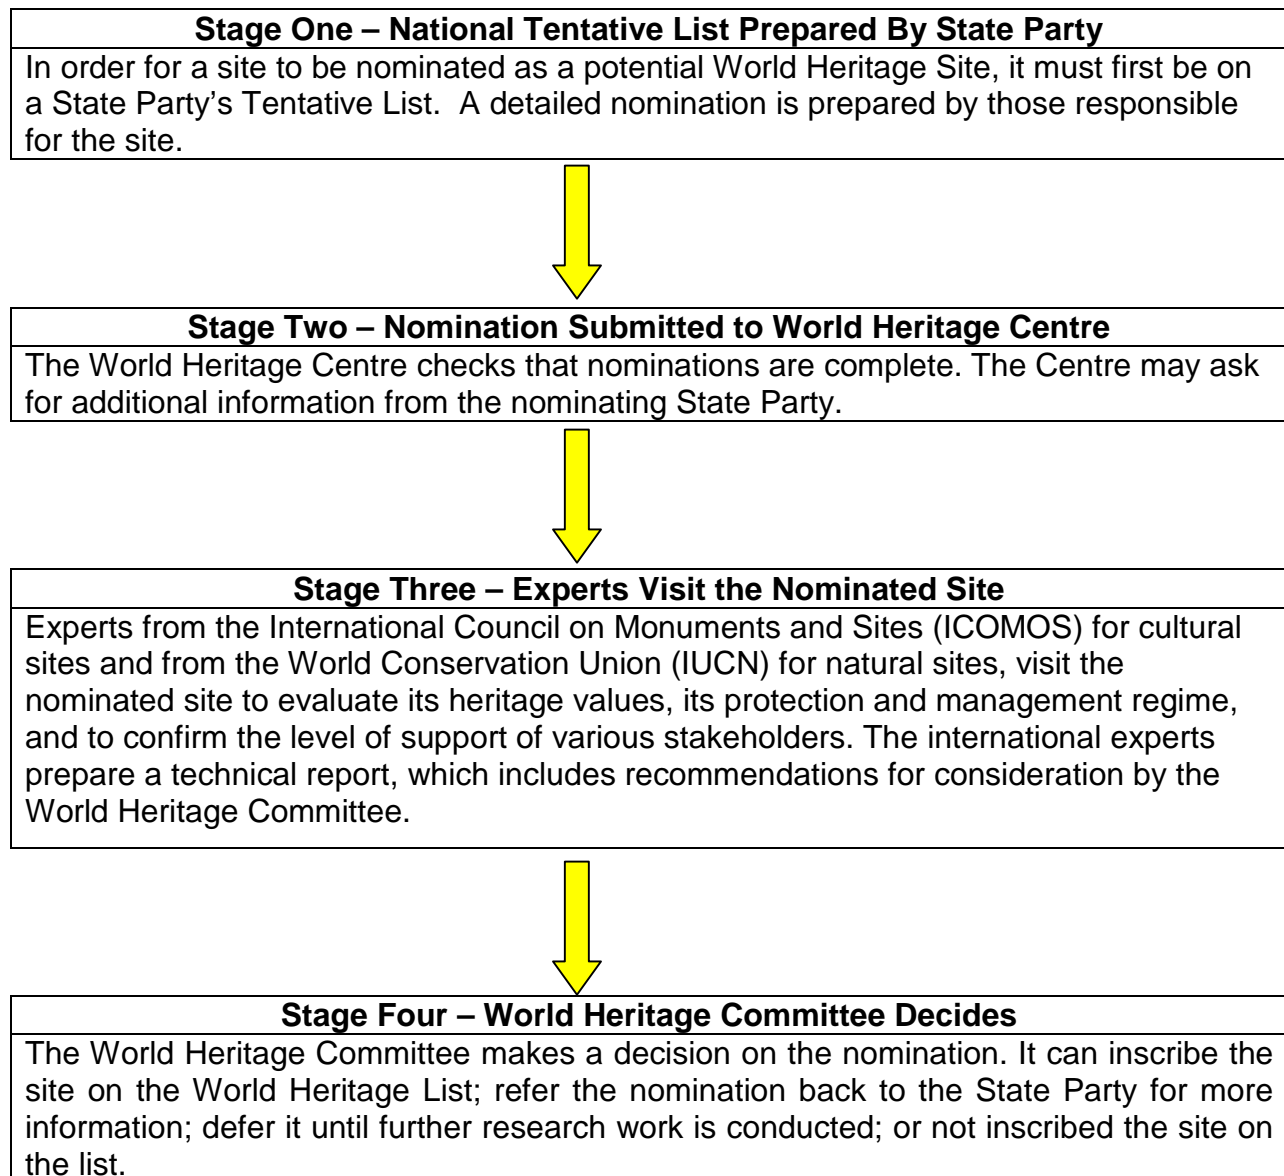 Stage One – National Tentative List Prepared By State Party
In order for a site to be nominated as a potential World Heritage Site, it must first be on
a State Party’s Tentative List.  A detailed nomination is prepared by those responsible
for the site.
Stage Two – Nomination Submitted to World Heritage Centre
The World Heritage Centre checks that nominations are complete. The Centre may ask
for additional information from the nominating State Party.
Stage Three – Experts Visit the Nominated Site
Experts from the International Council on Monuments and Sites (ICOMOS) for cultural
sites and from the World Conservation Union (IUCN) for natural sites, visit the
nominated site to evaluate its heritage values, its protection and management regime,
and to confirm the level of support of various stakeholders. The international experts
prepare a technical report, which includes recommendations for consideration by the
World Heritage Committee.
Stage Four – World Heritage Committee Decides
The World Heritage Committee makes a decision on the nomination. It can inscribe the
site on the World Heritage List; refer the nomination back to the State Party for more
information; defer it until further research work is conducted; or not inscribed the site on
the list.